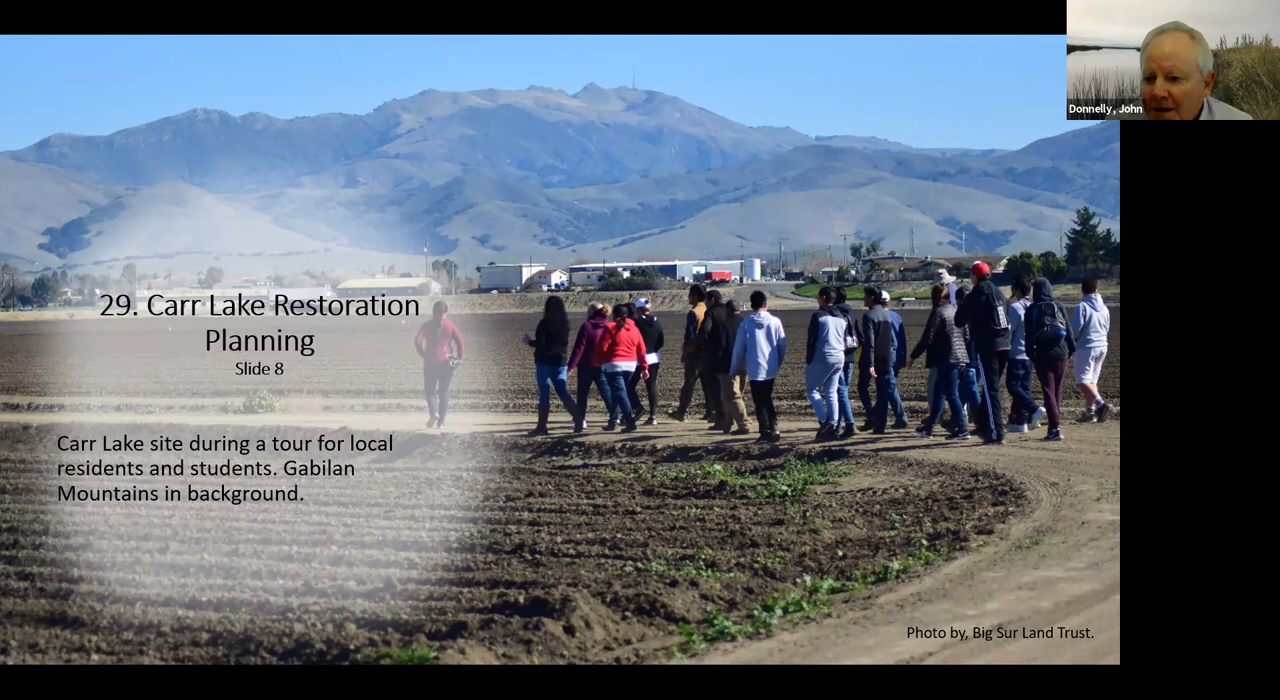 Donnelly, John
29. Carr Lake Restoration
Planning
Slide 8
Carr Lake site during a tour for local
residents and students. Gabilan
Mountains in background.
Photo by, Big Sur Land Trust.